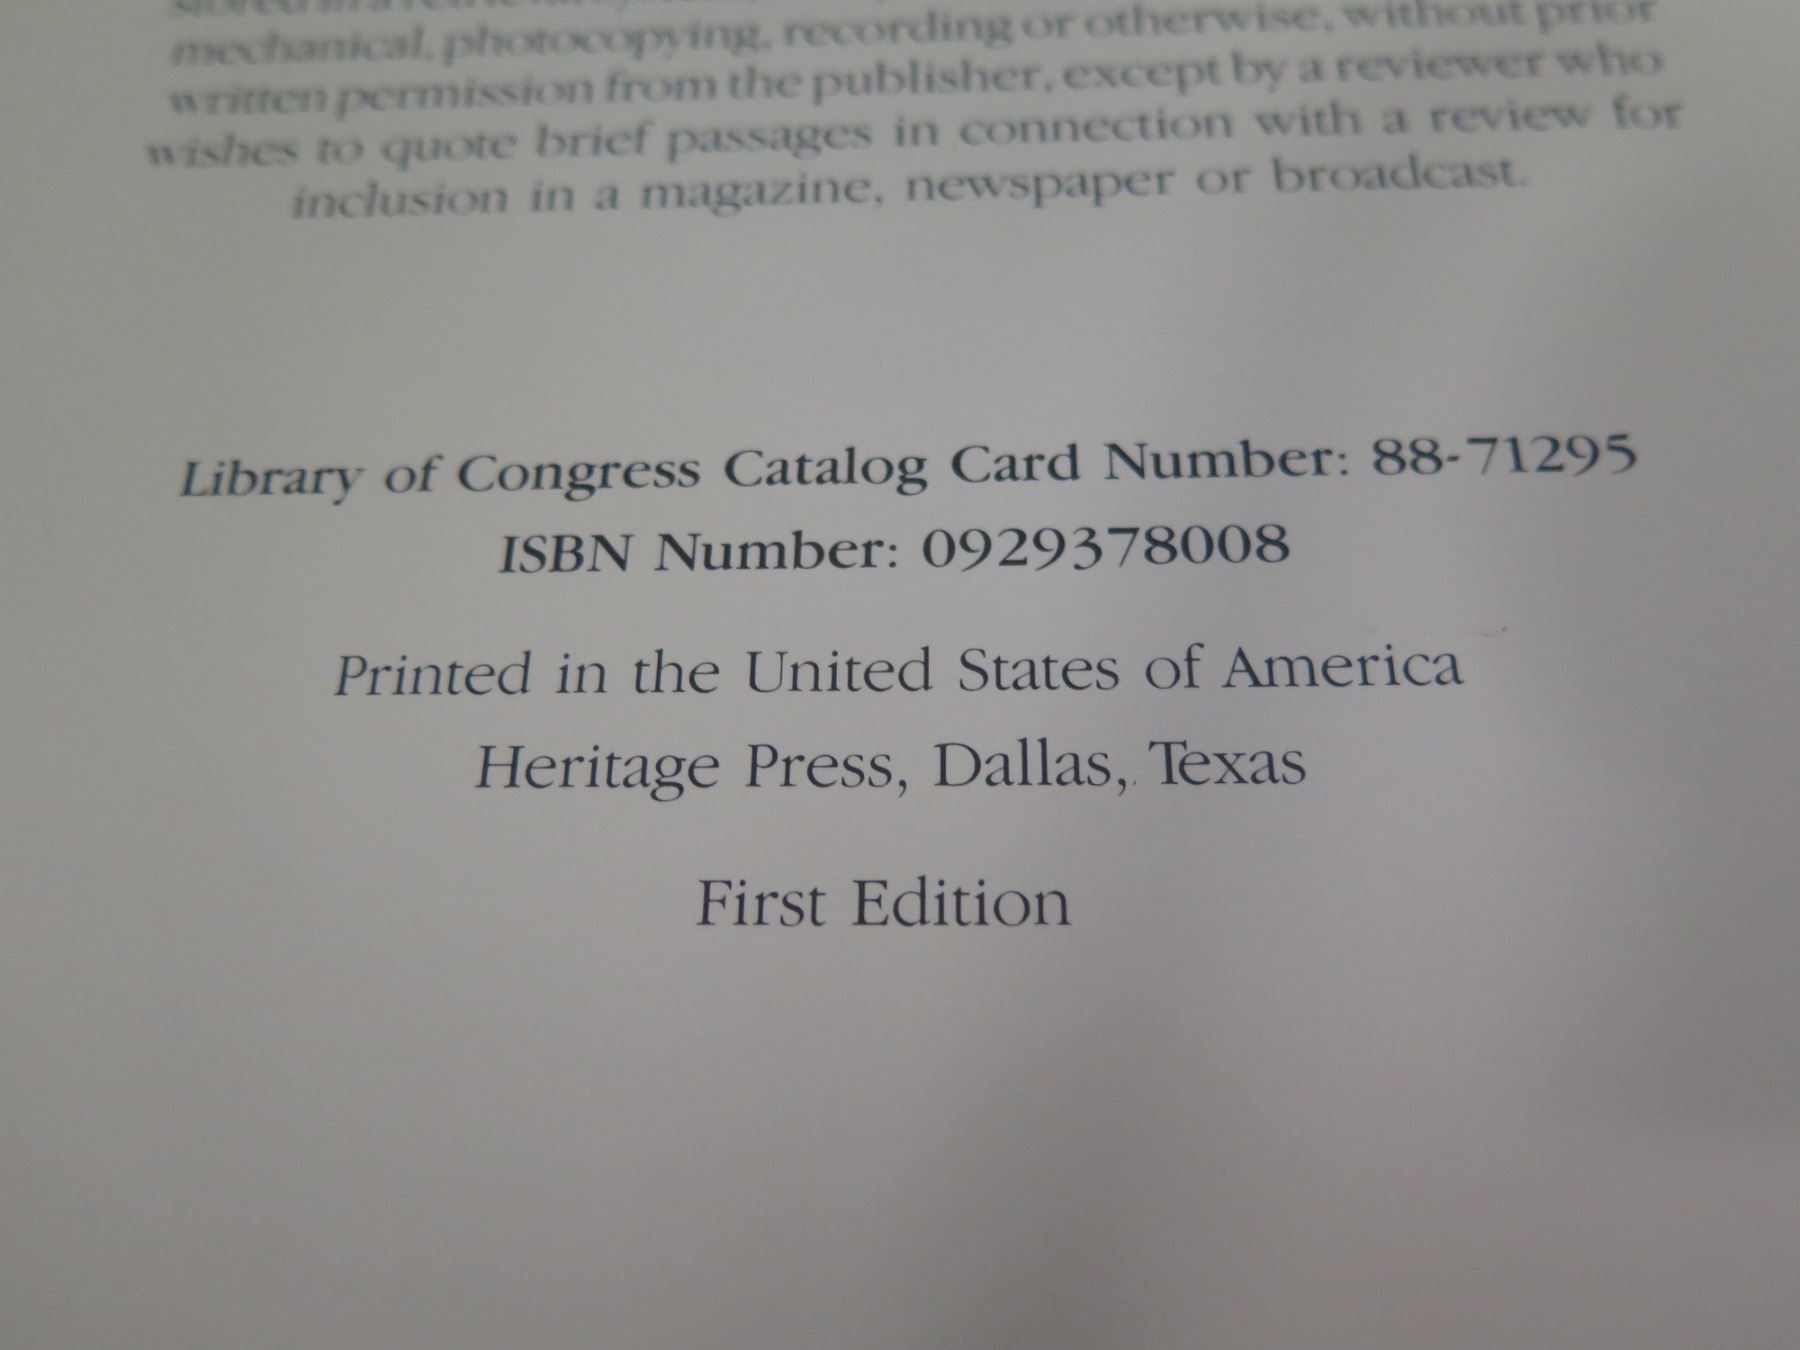 mechanical, photocopying, recording or otherwise, without prior
written permission from the publisher, except by a reviewer who
wishes to quote brief passages in connection with a review for
inclusion in a magazine, newspaper or broadcast.
Library of Congress Catalog Card Number: 88-71295
ISBN Number: 0929378008
Printed in the United States of America
Heritage Press, Dallas, Texas
First Edition